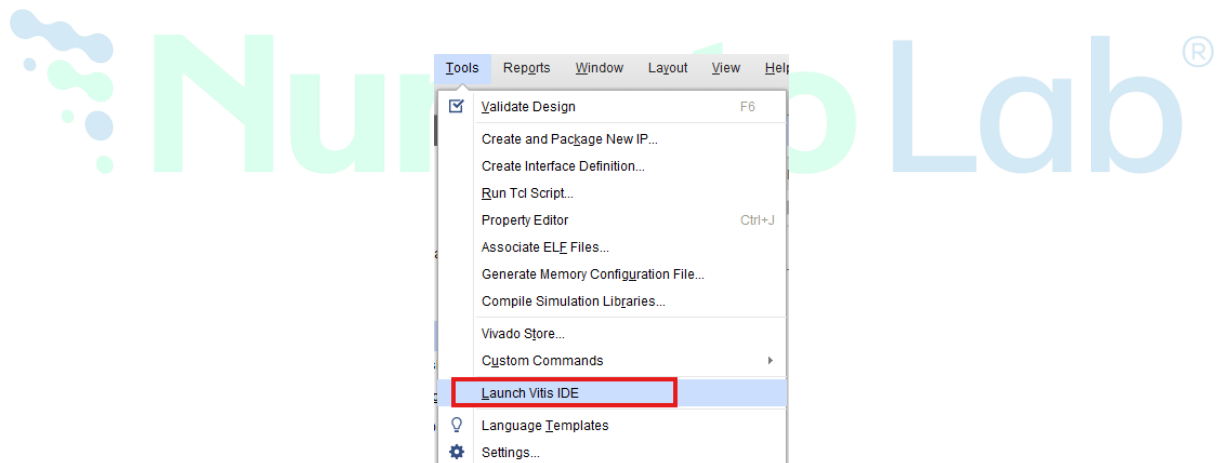 Tools Reports Window Layout View Help
Validate Design F6
Create and Package New IP...
Create Interface Definition...
Run Tcl Script...
Property Editor Ctrl+J
Associate ELF Files...
Generate Memory Configuration File...
Compile Simulation Libraries...
Vivado Store...
Custom Commands
Launch Vitis IDE
Language Templates
Settings...
Lab®